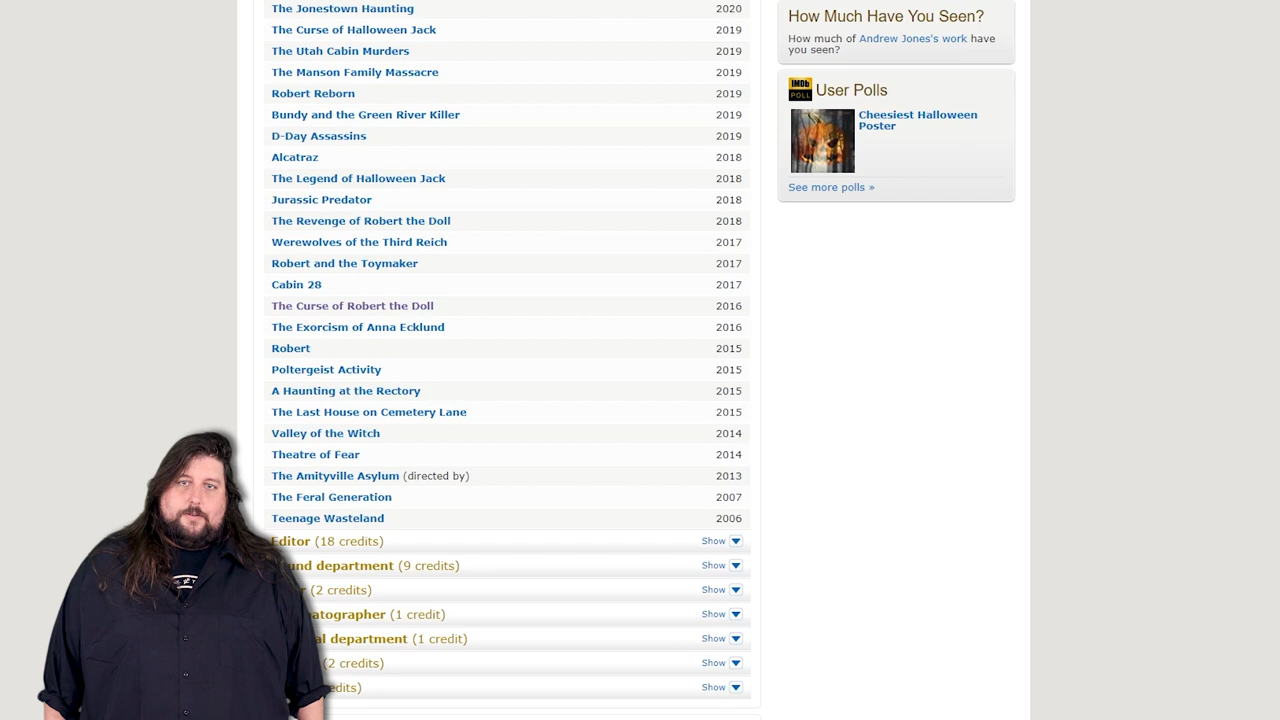 The Jonestown Haunting 2020
The Curse of Halloween Jack 2019
The Utah Cabin Murders 2019
The Manson Family Massacre 2019
Robert Reborn 2019
Bundy and the Green River Killer 2019
D-Day Assassins 2019
Alcatraz 2018
The Legend of Halloween Jack 2018
Jurassic Predator 2018
The Revenge of Robert the Doll 2018
Werewolves of the Third Reich 2017
Robert and the Toymaker 2017
Cabin 28 2017
The Curse of Robert the Doll 2016
The Exorcism of Anna Ecklund 2016
Robert 2015
Poltergeist Activity 2015
A Haunting at the Rectory 2015
The Last House on Cemetery Lane 2015
Valley of the Witch 2014
Theatre of Fear 2014
The Amityville Asylum (directed by) 2013
The Feral Generation 2007
Teenage Wasteland 2006
Editor (18 credits) Show
und department (9 credits) Show
(2 credits) Show
atographer (1 credit) Show
al department (1 credit) Show
(2 credits) Show
edits) Show
How Much Have You Seen?
How much of Andrew Jones's work have
you seen?
IMDb
POLL
User Polls
Cheesiest Halloween
Poster
See more polls »